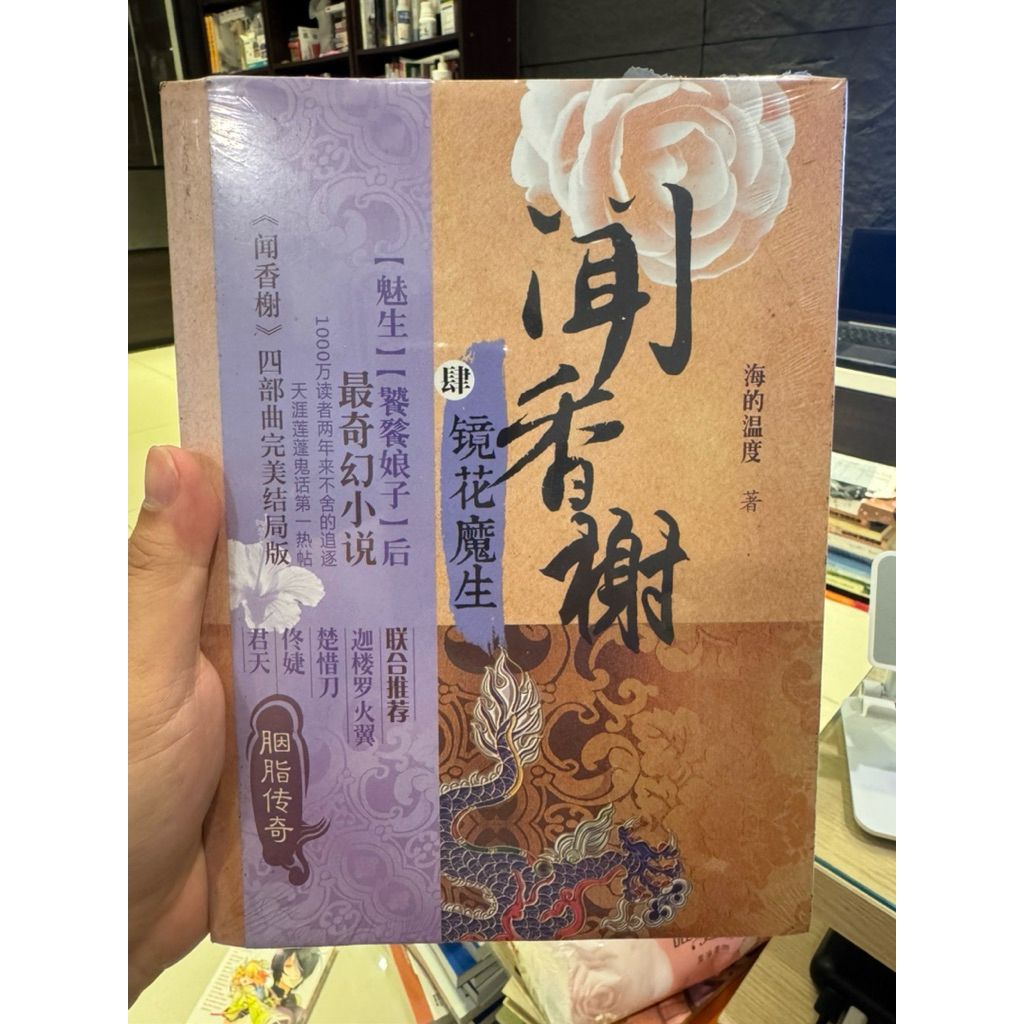 闻香榭
海的温度 著
肆
镜花魔生
【魅生】【饕餮娘子】后
最奇幻小说
1000万读者两年来不舍的追逐
天涯莲蓬鬼话第一热帖
《闻香榭》四部曲完美结局版
联合推荐
迦楼罗火翼
楚惜刀
佟婕
君天
胭脂传奇